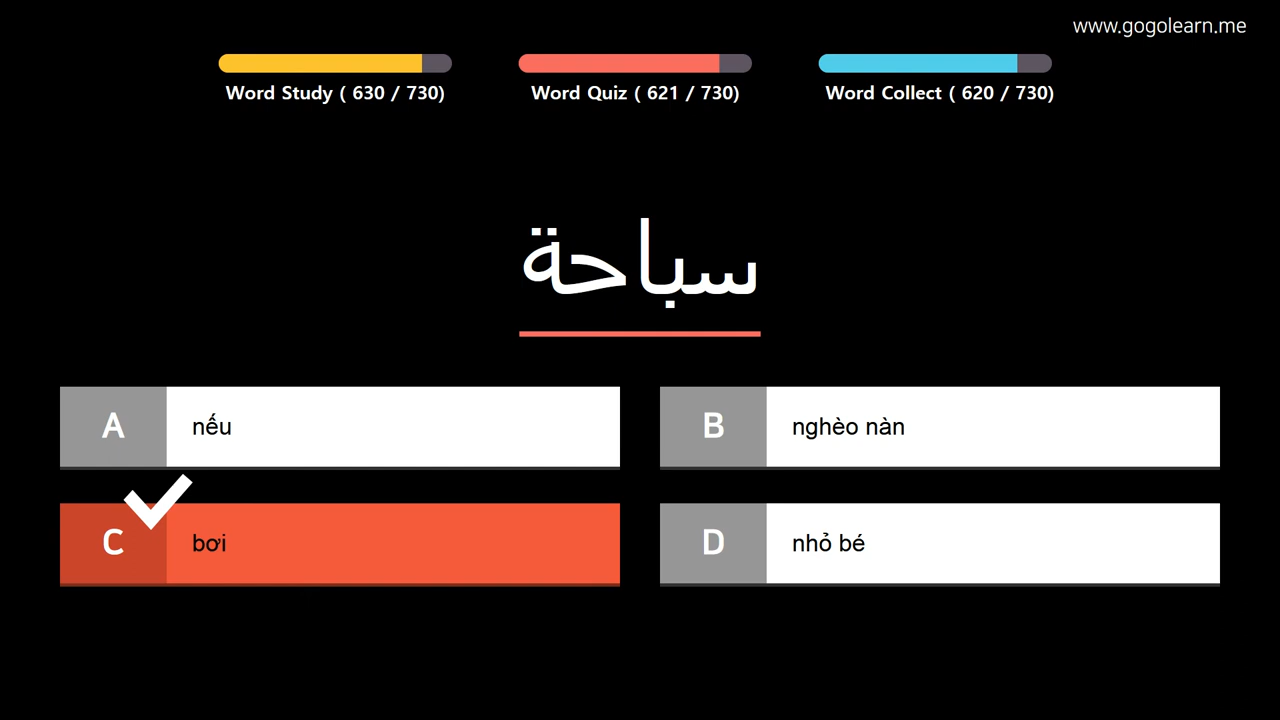 www.gogolearn.me
Word Study ( 630 / 730)
Word Quiz ( 621 / 730)
Word Collect ( 620 / 730)
سباحة
A
nếu
B
nghèo nàn
C
bơi
D
nhỏ bé